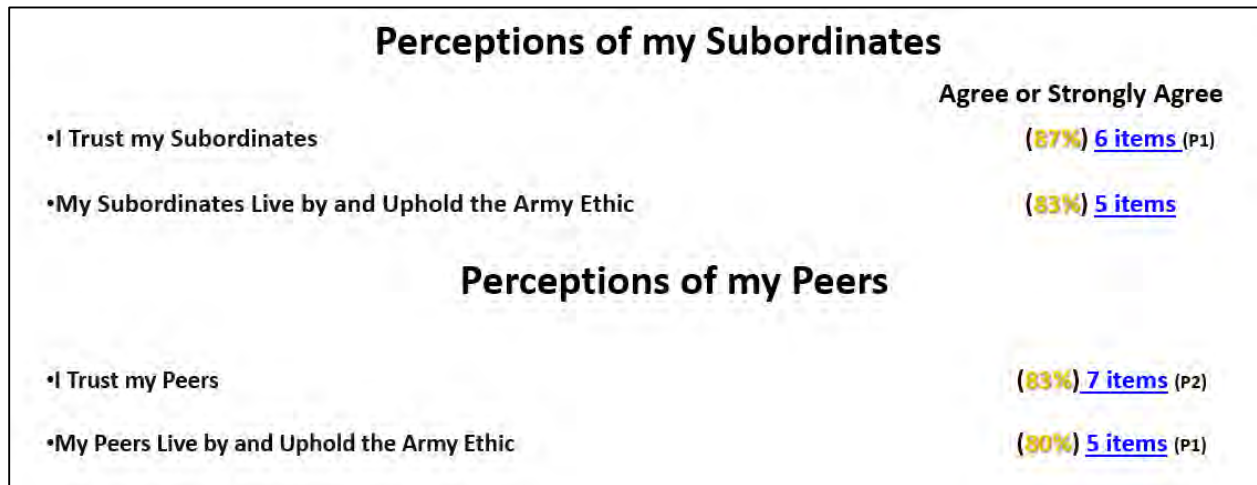 Perceptions of my Subordinates
Agree or Strongly Agree
•I Trust my Subordinates (87%) 6 items (P1)
•My Subordinates Live by and Uphold the Army Ethic (83%) 5 items
Perceptions of my Peers
•I Trust my Peers (83%) 7 items (P2)
•My Peers Live by and Uphold the Army Ethic (80%) 5 items (P1)